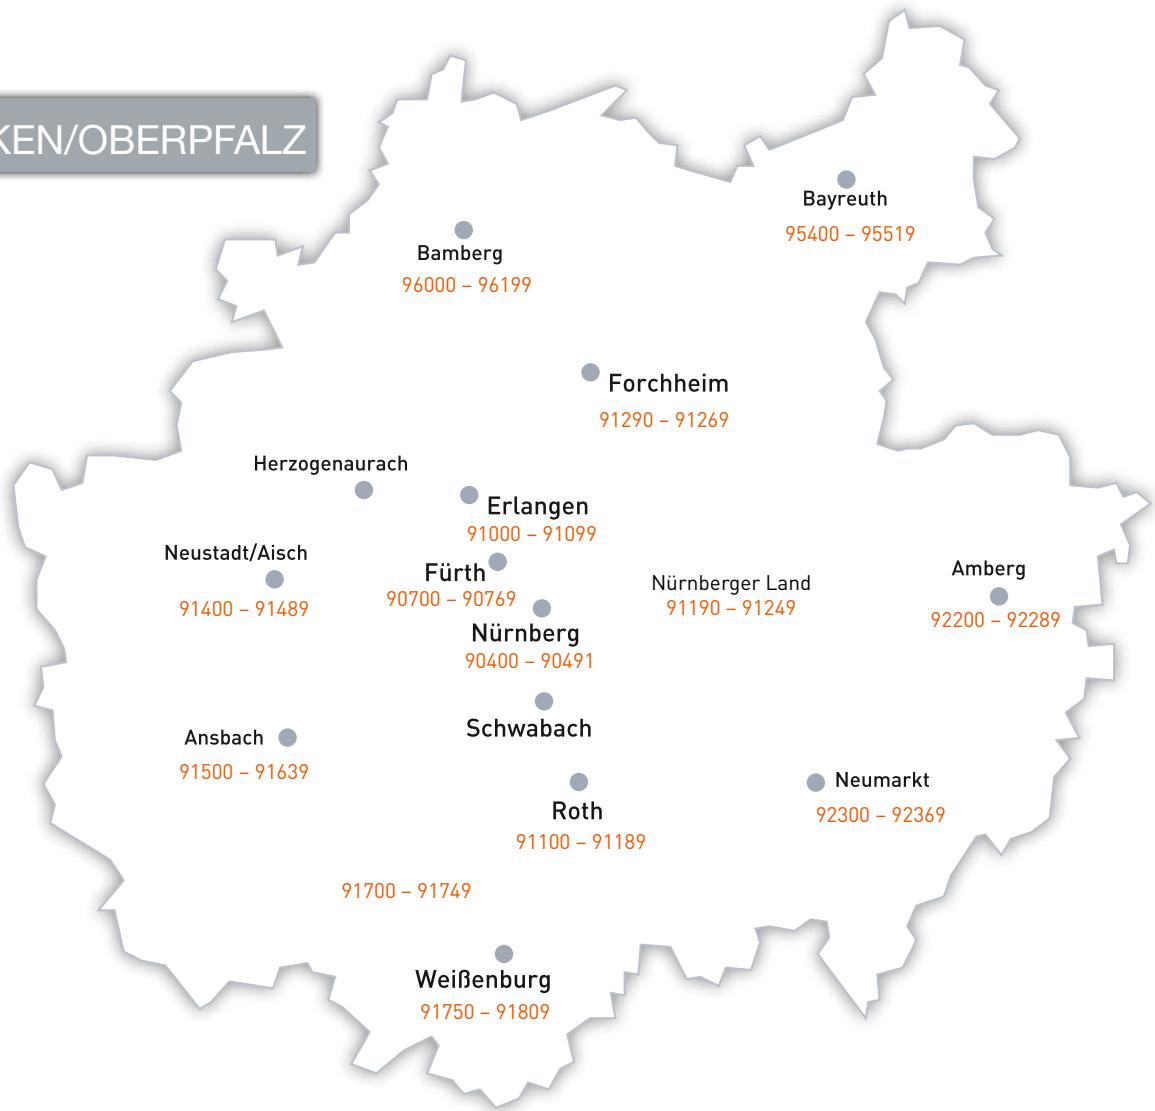 KEN/OBERPFALZ
Bayreuth
95400 – 95519
Bamberg
96000 – 96199
Forchheim
91290 – 91269
Herzogenaurach
Erlangen
91000 – 91099
Neustadt/Aisch
91400 – 91489
Fürth
90700 – 90769
Nürnberger Land
91190 – 91249
Amberg
92200 – 92289
Nürnberg
90400 – 90491
Schwabach
Ansbach
91500 – 91639
Roth
91100 – 91189
Neumarkt
92300 – 92369
91700 – 91749
Weißenburg
91750 – 91809